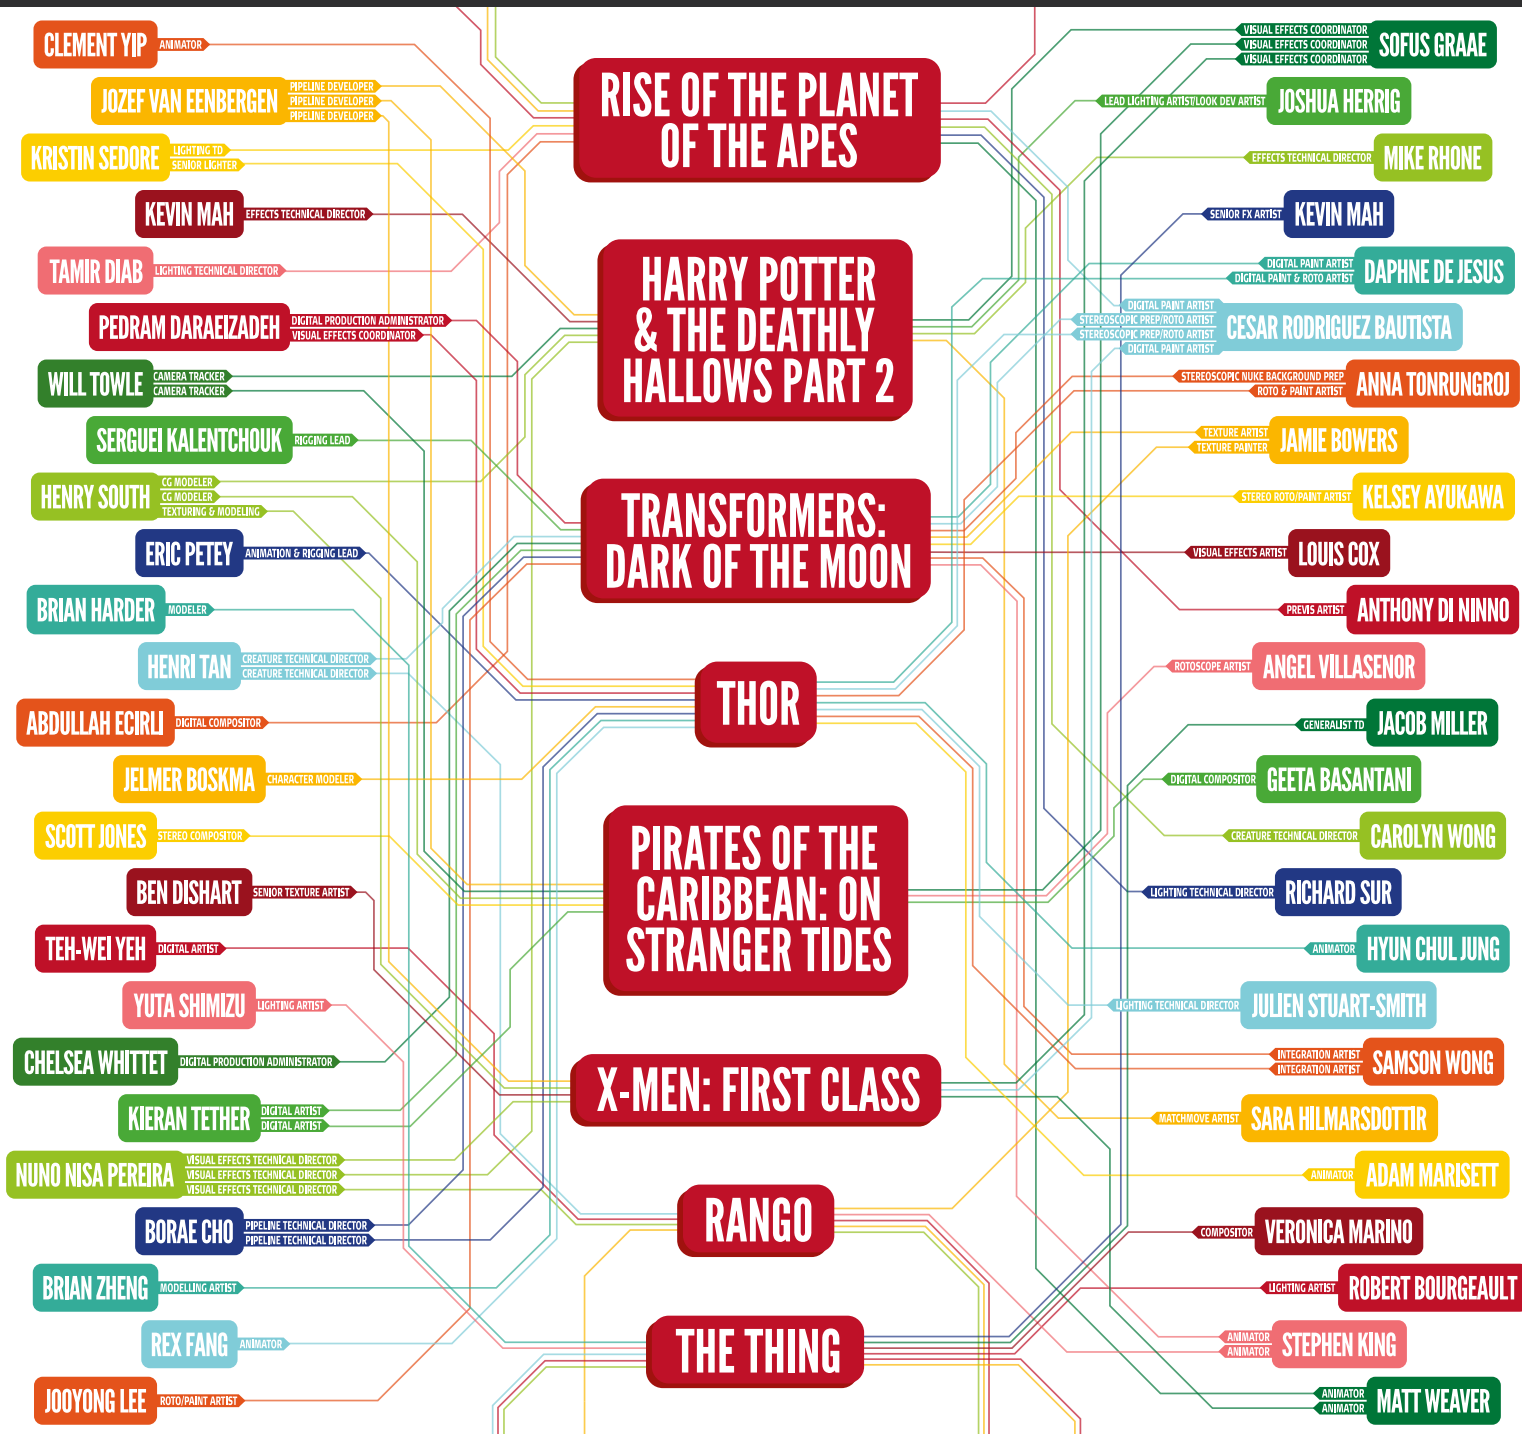 CLEMENT YIP
ANIMATOR
JOZEF VAN EENBERGEN
PIPELINE DEVELOPER
PIPELINE DEVELOPER
PIPELINE DEVELOPER
KRISTIN SEDORE
LIGHTING TD
SENIOR LIGHTER
KEVIN MAH
EFFECTS TECHNICAL DIRECTOR
TAMIR DIAB
LIGHTING TECHNICAL DIRECTOR
PEDRAM DARAEIZADEH
DIGITAL PRODUCTION ADMINISTRATOR
VISUAL EFFECTS COORDINATOR
WILL TOWLE
CAMERA TRACKER
CAMERA TRACKER
SERGUEI KALENTCHOUK
RIGGING LEAD
HENRY SOUTH
CG MODELER
CG MODELER
TEXTURING & MODELING
ERIC PETEY
ANIMATION & RIGGING LEAD
BRIAN HARDER
MODELER
HENRI TAN
CREATURE TECHNICAL DIRECTOR
CREATURE TECHNICAL DIRECTOR
ABDULLAH ECIRLI
DIGITAL COMPOSITOR
JELMER BOSKMA
CHARACTER MODELER
SCOTT JONES
STEREO COMPOSITOR
BEN DISHART
SENIOR TEXTURE ARTIST
TEH-WEI YEH
DIGITAL ARTIST
YUTA SHIMIZU
LIGHTING ARTIST
CHELSEA WHITTET
DIGITAL PRODUCTION ADMINISTRATOR
KIERAN TETHER
DIGITAL ARTIST
DIGITAL ARTIST
NUNO NISA PEREIRA
VISUAL EFFECTS TECHNICAL DIRECTOR
VISUAL EFFECTS TECHNICAL DIRECTOR
VISUAL EFFECTS TECHNICAL DIRECTOR
BORAE CHO
PIPELINE TECHNICAL DIRECTOR
PIPELINE TECHNICAL DIRECTOR
BRIAN ZHENG
MODELLING ARTIST
REX FANG
ANIMATOR
JOOYONG LEE
ROTO/PAINT ARTIST
RISE OF THE PLANET
OF THE APES
HARRY POTTER
& THE DEATHLY
HALLOWS PART 2
TRANSFORMERS:
DARK OF THE MOON
THOR
PIRATES OF THE
CARIBBEAN: ON
STRANGER TIDES
X-MEN: FIRST CLASS
RANGO
THE THING
VISUAL EFFECTS COORDINATOR
VISUAL EFFECTS COORDINATOR
VISUAL EFFECTS COORDINATOR
SOFUS GRAAE
LEAD LIGHTING ARTIST/LOOK DEV ARTIST
JOSHUA HERRIG
EFFECTS TECHNICAL DIRECTOR
MIKE RHONE
SENIOR FX ARTIST
KEVIN MAH
DIGITAL PAINT ARTIST
DIGITAL PAINT & ROTO ARTIST
DAPHNE DE JESUS
DIGITAL PAINT ARTIST
STEREOSCOPIC PREP/ROTO ARTIST
STEREOSCOPIC PREP/ROTO ARTIST
DIGITAL PAINT ARTIST
CESAR RODRIGUEZ BAUTISTA
STEREOSCOPIC NUKE BACKGROUND PREP
ROTO & PAINT ARTIST
ANNA TONRUNGROJ
TEXTURE ARTIST
TEXTURE PAINTER
JAMIE BOWERS
STEREO ROTO/PAINT ARTIST
KELSEY AYUKAWA
VISUAL EFFECTS ARTIST
LOUIS COX
PREVIS ARTIST
ANTHONY DI NINNO
ROTOSCOPE ARTIST
ANGEL VILLASENOR
GENERALIST TD
JACOB MILLER
DIGITAL COMPOSITOR
GEETA BASANTANI
CREATURE TECHNICAL DIRECTOR
CAROLYN WONG
LIGHTING TECHNICAL DIRECTOR
RICHARD SUR
ANIMATOR
HYUN CHUL JUNG
LIGHTING TECHNICAL DIRECTOR
JULIEN STUART-SMITH
INTEGRATION ARTIST
INTEGRATION ARTIST
SAMSON WONG
MATCHMOVE ARTIST
SARA HILMARSDOTTIR
ANIMATOR
ADAM MARISETT
COMPOSITOR
VERONICA MARINO
LIGHTING ARTIST
ROBERT BOURGEAULT
ANIMATOR
ANIMATOR
STEPHEN KING
ANIMATOR
ANIMATOR
MATT WEAVER